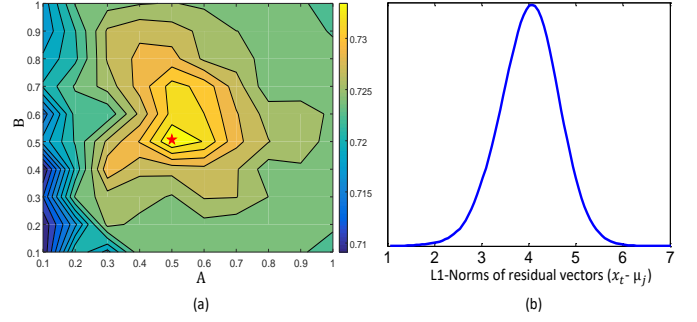 1
0.9
0.8
0.7
0.6
0.5
0.4
0.3
0.2
0.1
B
0.1 0.2 0.3 0.4 0.5 0.6 0.7 0.8 0.9 1
A
0.73
0.725
0.72
0.715
0.71
(a)
1 2 3 4 5 6 7
L1-Norms of residual vectors (x_t- μ_j)
(b)